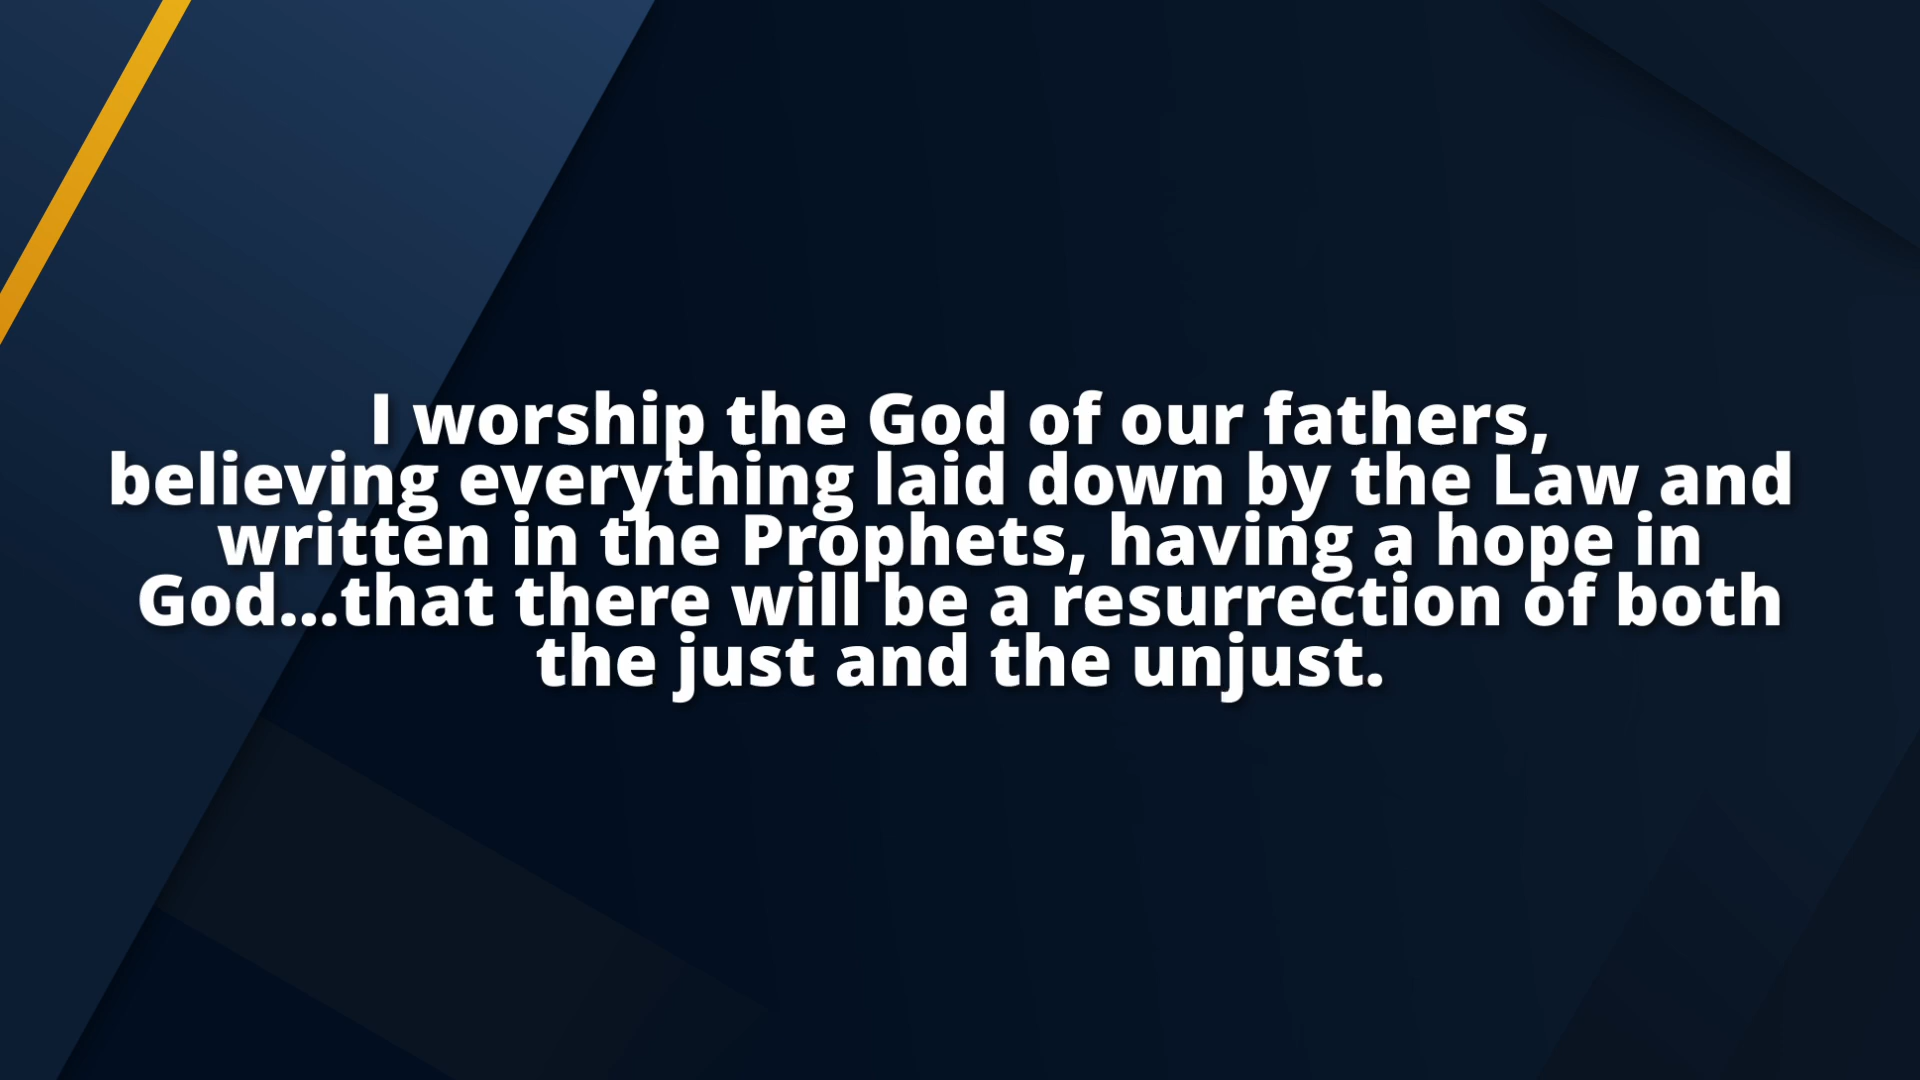 I worship the God of our fathers,
believing everything laid down by the Law and
written in the Prophets, having a hope in
God...that there will be a resurrection of both
the just and the unjust.